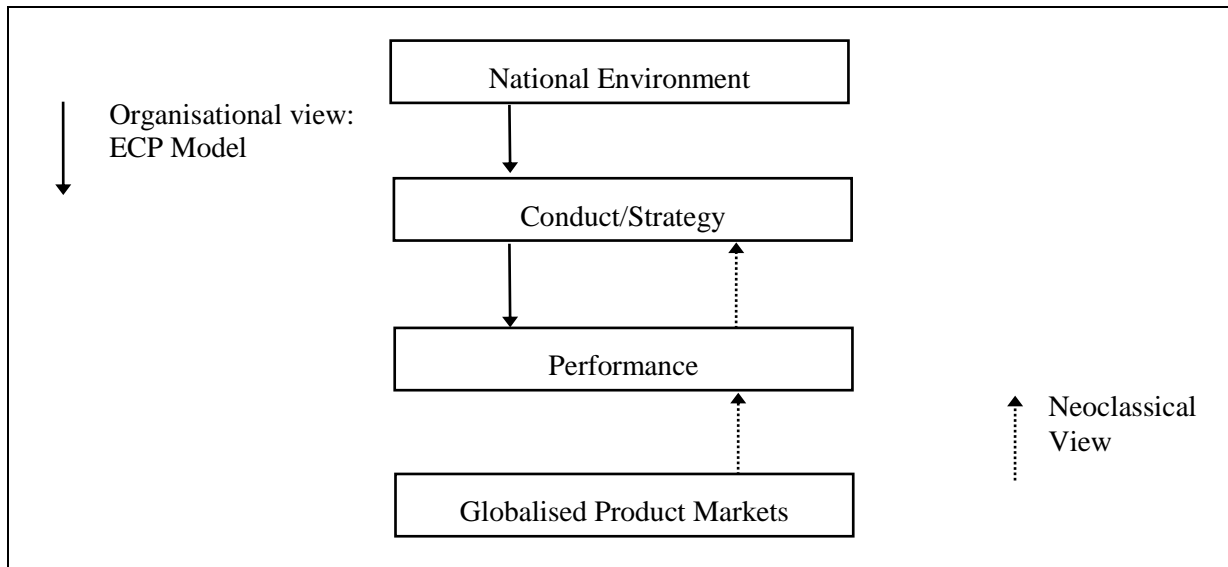 National Environment
Organisational view:
ECP Model
Conduct/Strategy
Performance
Neoclassical
View
Globalised Product Markets